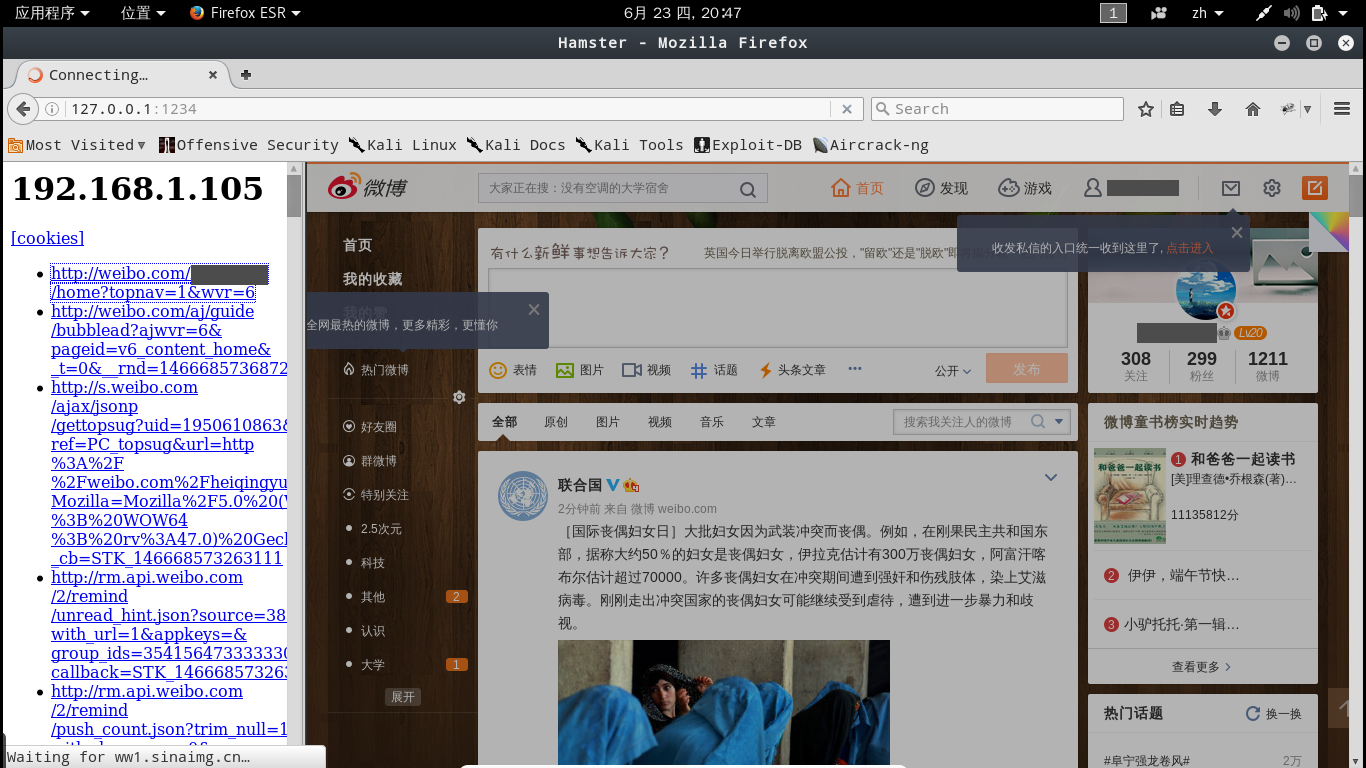 应用程序 位置 Firefox ESR 6月 23 四, 20:47 1 zh
Hamster - Mozilla Firefox
Connecting…
127.0.0.1:1234 Search
Most Visited Offensive Security Kali Linux Kali Docs Kali Tools Exploit-DB Aircrack-ng
192.168.1.105
[cookies]
http://weibo.com/
/home?topnav=1&wvr=6
http://weibo.com/aj/guide
/bubblead?ajwvr=6&
pageid=v6_content_home&
_t=0&__rnd=1466685736872
http://s.weibo.com
/ajax/jsonp
/gettopsug?uid=1950610863&
ref=PC_topsug&url=http
%3A%2F
%2Fweibo.com%2Fheiqingyu
Mozilla=Mozilla%2F5.0%20(
%3B%20WOW64
%3B%20rv%3A47.0)%20Geck
_cb=STK_146668573263111
http://rm.api.weibo.com
/2/remind
/unread_hint.json?source=38
with_url=1&appkeys=&
group_ids=3541564733333330
callback=STK_146668573263
http://rm.api.weibo.com
/2/remind
/push_count.json?trim_null=1
Waiting for ww1.sinaimg.cn…
微博 大家正在搜：没有空调的大学宿舍 首页 发现 游戏
收发私信的入口统一收到这里了, 点击进入
首页
我的收藏
全网最热的微博，更多精彩，更懂你
热门微博
好友圈
群微博
特别关注
2.5次元
科技
其他 2
认识
大学 1
展开
有什么新鲜事想告诉大家? 英国今日举行脱离欧盟公投，"留欧"还是"脱欧"即
表情 图片 视频 话题 头条文章 公开 发布
全部 原创 图片 视频 音乐 文章 搜索我关注人的微博
联合国
2分钟前 来自 微博 weibo.com
［国际丧偶妇女日］大批妇女因为武装冲突而丧偶。例如，在刚果民主共和国东
部，据称大约50％的妇女是丧偶妇女，伊拉克估计有300万丧偶妇女，阿富汗喀
布尔估计超过70000。许多丧偶妇女在冲突期间遭到强奸和伤残肢体，染上艾滋
病毒。刚刚走出冲突国家的丧偶妇女可能继续受到虐待，遭到进一步暴力和歧
视。
Lv20
308 299 1211
关注 粉丝 微博
微博童书榜实时趋势
和爸爸一起读书
1 和爸爸一起读书
[美]理查德•乔根森(著)…
11135812分
2 伊伊，端午节快…
3 小驴托托·第一辑…
查看更多
热门话题 换一换
#阜宁强龙卷风# 2万